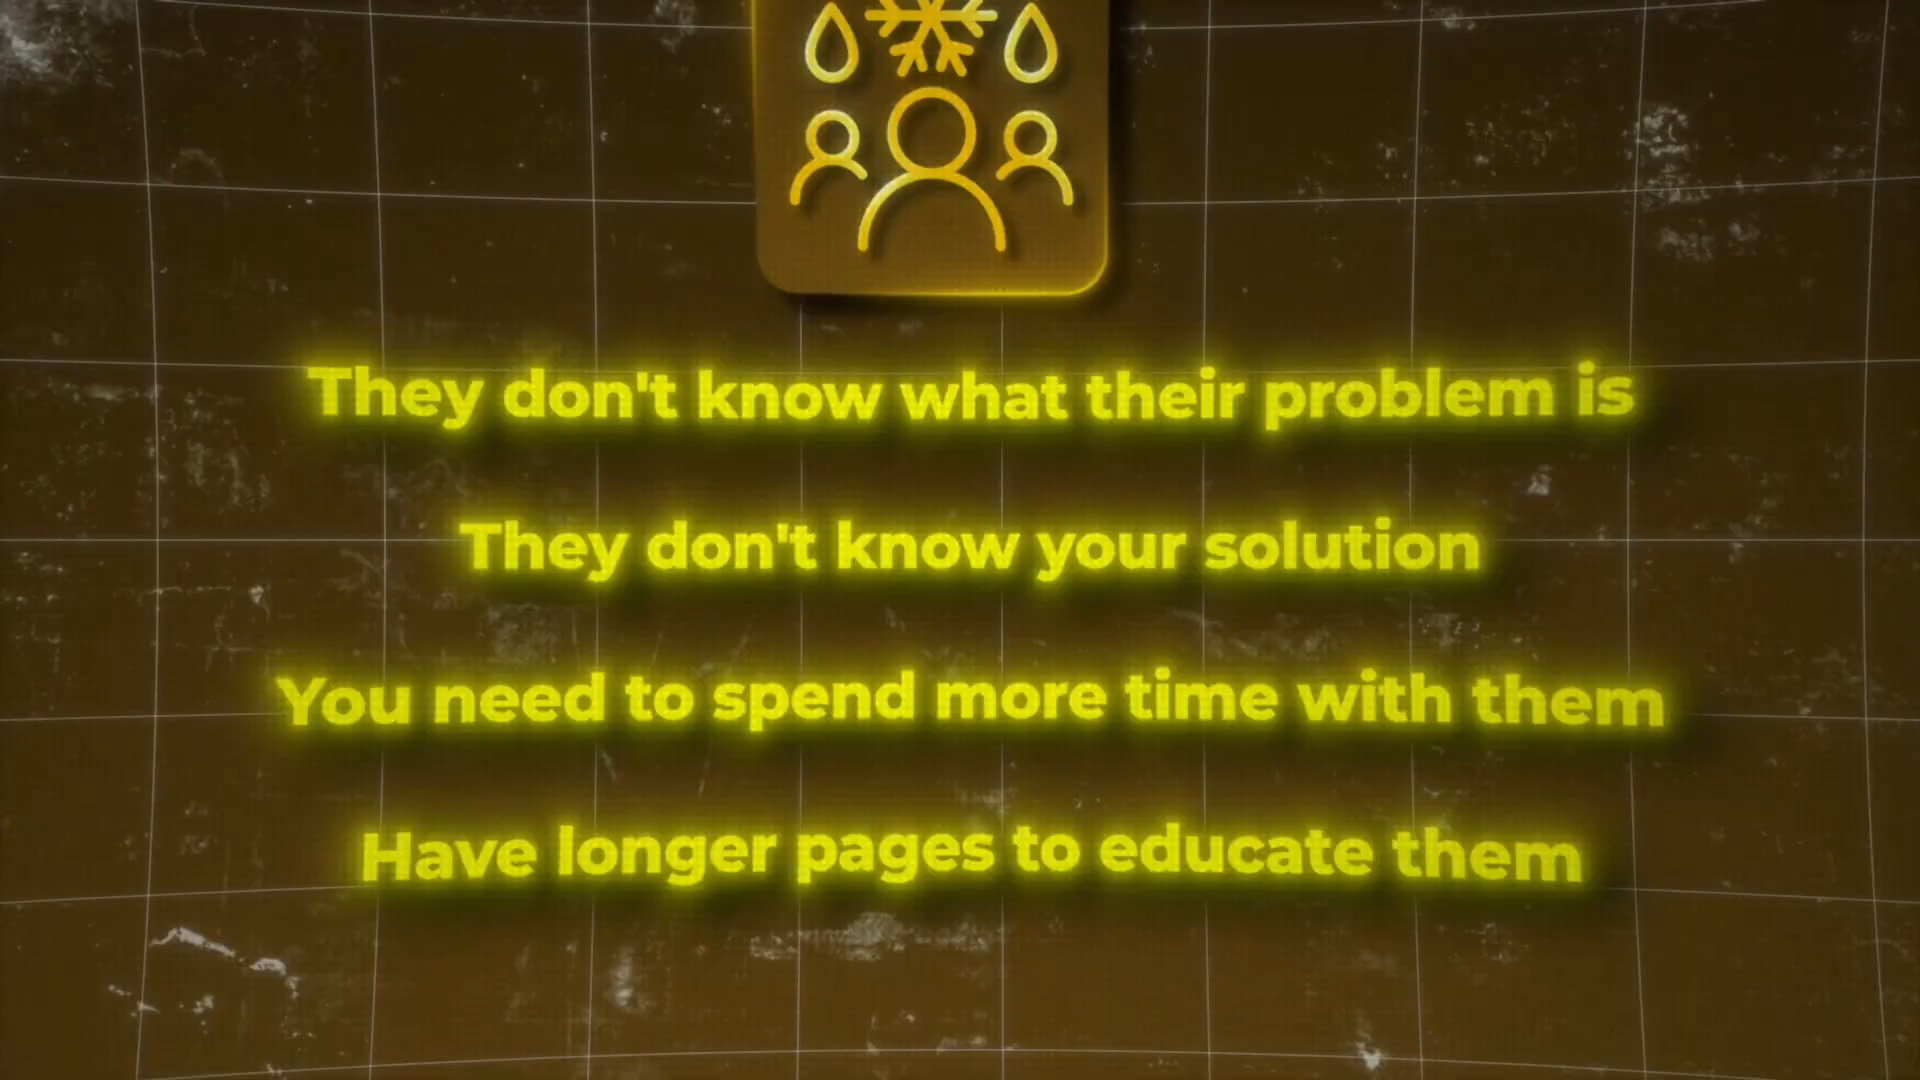 They don't know what their problem is
They don't know your solution
You need to spend more time with them
Have longer pages to educate them